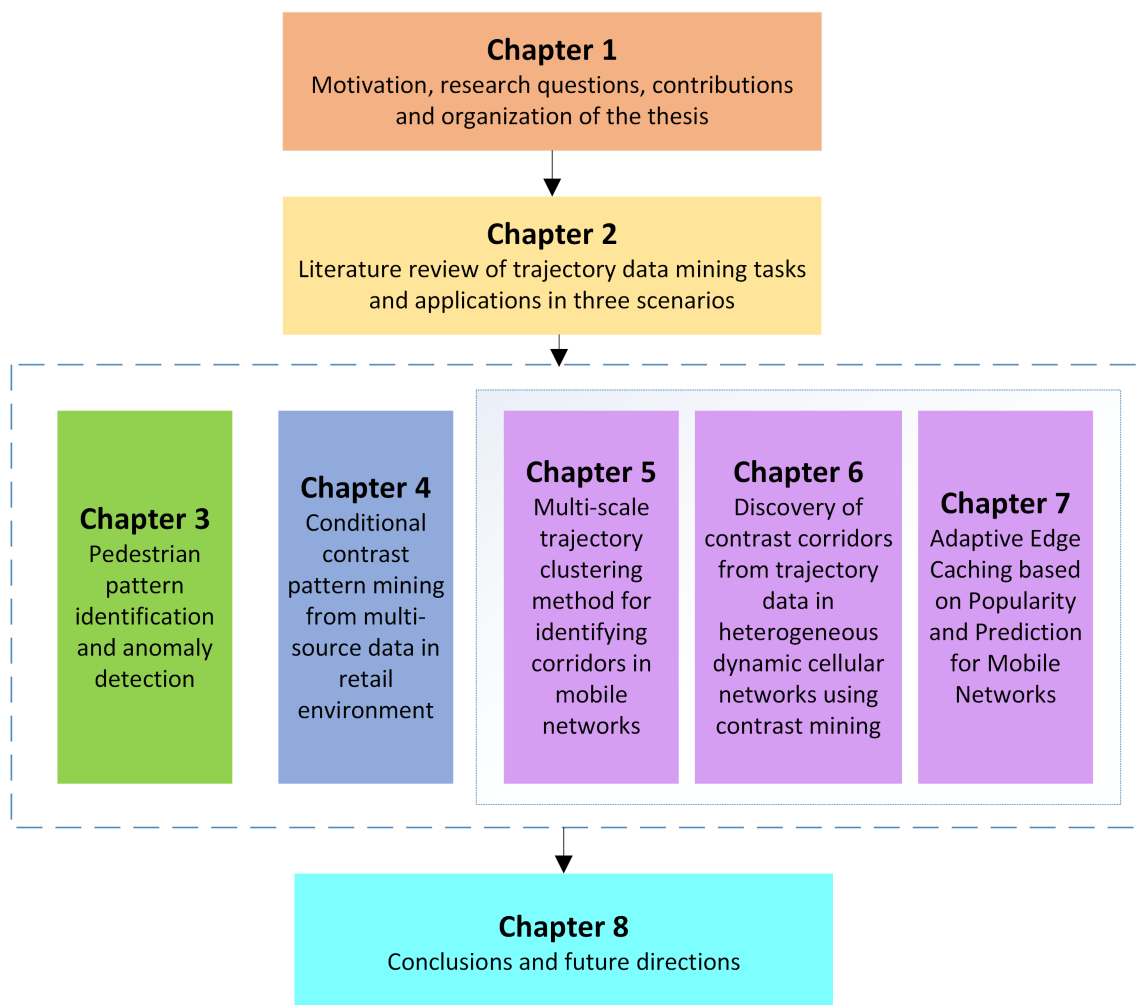 Chapter 1
Motivation, research questions, contributions
and organization of the thesis
Chapter 2
Literature review of trajectory data mining tasks
and applications in three scenarios
Chapter 3
Pedestrian
pattern
identification
and anomaly
detection
Chapter 4
Conditional
contrast
pattern mining
from multi-
source data in
retail
environment
Chapter 5
Multi-scale
trajectory
clustering
method for
identifying
corridors in
mobile
networks
Chapter 6
Discovery of
contrast corridors
from trajectory
data in
heterogeneous
dynamic cellular
networks using
contrast mining
Chapter 7
Adaptive Edge
Caching based
on Popularity
and Prediction
for Mobile
Networks
Chapter 8
Conclusions and future directions